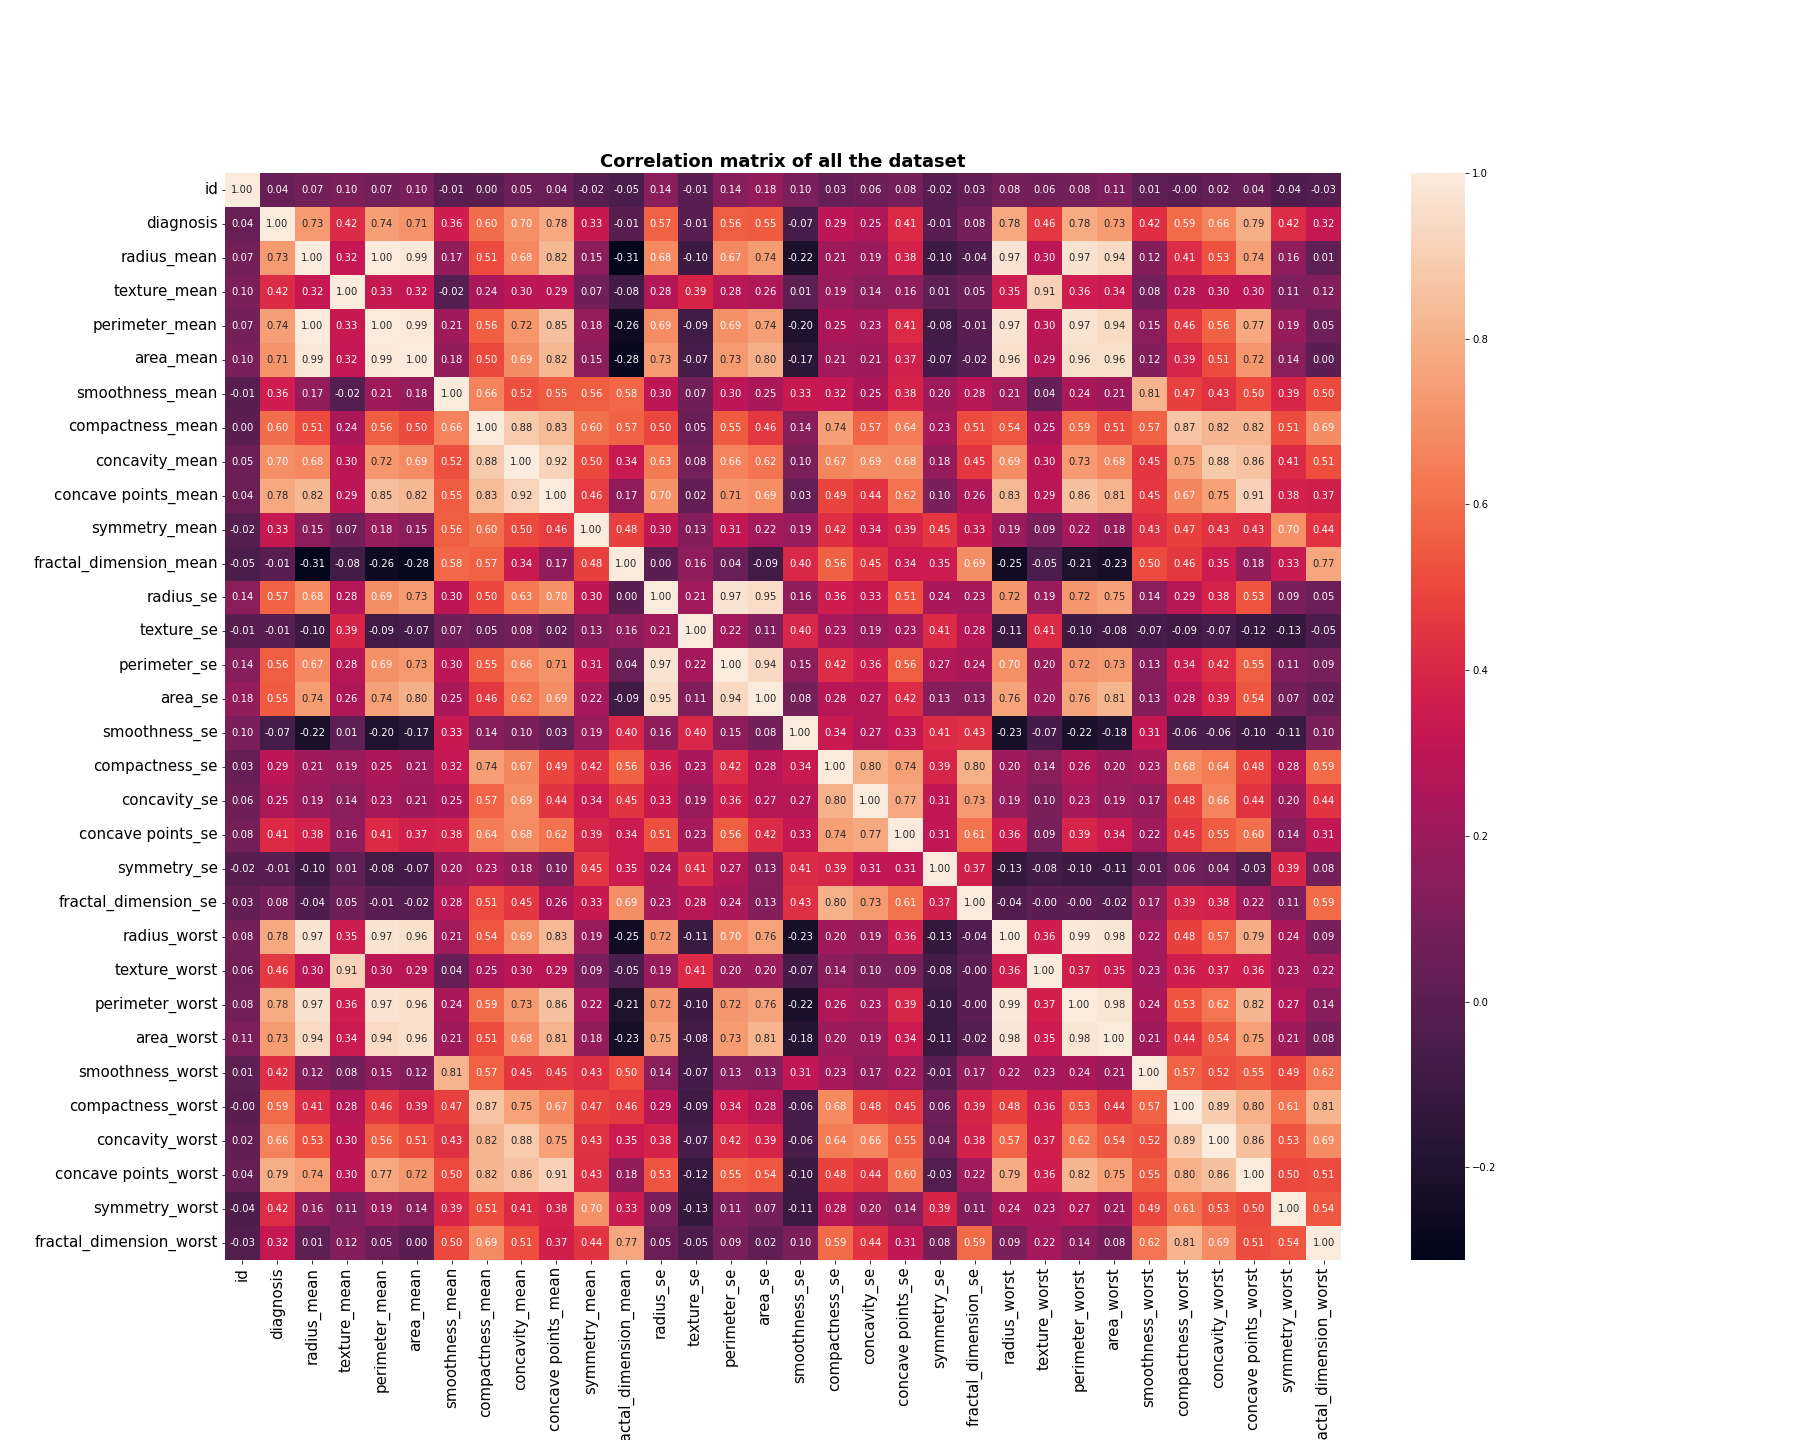 Correlation matrix of all the dataset
id 1.00 0.04 0.07 0.10 0.07 0.10 -0.01 0.00 0.05 0.04 -0.02 -0.05 0.14 -0.01 0.14 0.18 0.10 0.03 0.06 0.08 -0.02 0.03 0.08 0.06 0.08 0.11 0.01 -0.00 0.02 0.04 -0.04 -0.03
diagnosis 0.04 1.00 0.73 0.42 0.74 0.71 0.36 0.60 0.70 0.78 0.33 -0.01 0.57 -0.01 0.56 0.55 -0.07 0.29 0.25 0.41 -0.01 0.08 0.78 0.46 0.78 0.73 0.42 0.59 0.66 0.79 0.42 0.32
radius_mean 0.07 0.73 1.00 0.32 1.00 0.99 0.17 0.51 0.68 0.82 0.15 -0.31 0.68 -0.10 0.67 0.74 -0.22 0.21 0.19 0.38 -0.10 -0.04 0.97 0.30 0.97 0.94 0.12 0.41 0.53 0.74 0.16 0.01
texture_mean 0.10 0.42 0.32 1.00 0.33 0.32 -0.02 0.24 0.30 0.29 0.07 -0.08 0.28 0.39 0.28 0.26 0.01 0.19 0.14 0.16 0.01 0.05 0.35 0.91 0.36 0.34 0.08 0.28 0.30 0.30 0.11 0.12
perimeter_mean 0.07 0.74 1.00 0.33 1.00 0.99 0.21 0.56 0.72 0.85 0.18 -0.26 0.69 -0.09 0.69 0.74 -0.20 0.25 0.23 0.41 -0.08 -0.01 0.97 0.30 0.97 0.94 0.15 0.46 0.56 0.77 0.19 0.05
area_mean 0.10 0.71 0.99 0.32 0.99 1.00 0.18 0.50 0.69 0.82 0.15 -0.28 0.73 -0.07 0.73 0.80 -0.17 0.21 0.21 0.37 -0.07 -0.02 0.96 0.29 0.96 0.96 0.12 0.39 0.51 0.72 0.14 0.00
smoothness_mean -0.01 0.36 0.17 -0.02 0.21 0.18 1.00 0.66 0.52 0.55 0.56 0.58 0.30 0.07 0.30 0.25 0.33 0.32 0.25 0.38 0.20 0.28 0.21 0.04 0.24 0.21 0.81 0.47 0.43 0.50 0.39 0.50
compactness_mean 0.00 0.60 0.51 0.24 0.56 0.50 0.66 1.00 0.88 0.83 0.60 0.57 0.50 0.05 0.55 0.46 0.14 0.74 0.57 0.64 0.23 0.51 0.54 0.25 0.59 0.51 0.57 0.87 0.82 0.82 0.51 0.69
concavity_mean 0.05 0.70 0.68 0.30 0.72 0.69 0.52 0.88 1.00 0.92 0.50 0.34 0.63 0.08 0.66 0.62 0.10 0.67 0.69 0.68 0.18 0.45 0.69 0.30 0.73 0.68 0.45 0.75 0.88 0.86 0.41 0.51
concave points_mean 0.04 0.78 0.82 0.29 0.85 0.82 0.55 0.83 0.92 1.00 0.46 0.17 0.70 0.02 0.71 0.69 0.03 0.49 0.44 0.62 0.10 0.26 0.83 0.29 0.86 0.81 0.45 0.67 0.75 0.91 0.38 0.37
symmetry_mean -0.02 0.33 0.15 0.07 0.18 0.15 0.56 0.60 0.50 0.46 1.00 0.48 0.30 0.13 0.31 0.22 0.19 0.42 0.34 0.39 0.45 0.33 0.19 0.09 0.22 0.18 0.43 0.47 0.43 0.43 0.70 0.44
fractal_dimension_mean -0.05 -0.01 -0.31 -0.08 -0.26 -0.28 0.58 0.57 0.34 0.17 0.48 1.00 0.00 0.16 0.04 -0.09 0.40 0.56 0.45 0.34 0.35 0.69 -0.25 -0.05 -0.21 -0.23 0.50 0.46 0.35 0.18 0.33 0.77
radius_se 0.14 0.57 0.68 0.28 0.69 0.73 0.30 0.50 0.63 0.70 0.30 0.00 1.00 0.21 0.97 0.95 0.16 0.36 0.33 0.51 0.24 0.23 0.72 0.19 0.72 0.75 0.14 0.29 0.38 0.53 0.09 0.05
texture_se -0.01 -0.01 -0.10 0.39 -0.09 -0.07 0.07 0.05 0.08 0.02 0.13 0.16 0.21 1.00 0.22 0.11 0.40 0.23 0.19 0.23 0.41 0.28 -0.11 0.41 -0.10 -0.08 -0.07 -0.09 -0.07 -0.12 -0.13 -0.05
perimeter_se 0.14 0.56 0.67 0.28 0.69 0.73 0.30 0.55 0.66 0.71 0.31 0.04 0.97 0.22 1.00 0.94 0.15 0.42 0.36 0.56 0.27 0.24 0.70 0.20 0.72 0.73 0.13 0.34 0.42 0.55 0.11 0.09
area_se 0.18 0.55 0.74 0.26 0.74 0.80 0.25 0.46 0.62 0.69 0.22 -0.09 0.95 0.11 0.94 1.00 0.08 0.28 0.27 0.42 0.13 0.13 0.76 0.20 0.76 0.81 0.13 0.28 0.39 0.54 0.07 0.02
smoothness_se 0.10 -0.07 -0.22 0.01 -0.20 -0.17 0.33 0.14 0.10 0.03 0.19 0.40 0.16 0.40 0.15 0.08 1.00 0.34 0.27 0.33 0.41 0.43 -0.23 -0.07 -0.22 -0.18 0.31 -0.06 -0.06 -0.10 -0.11 0.10
compactness_se 0.03 0.29 0.21 0.19 0.25 0.21 0.32 0.74 0.67 0.49 0.42 0.56 0.36 0.23 0.42 0.28 0.34 1.00 0.80 0.74 0.39 0.80 0.20 0.14 0.26 0.20 0.23 0.68 0.64 0.48 0.28 0.59
concavity_se 0.06 0.25 0.19 0.14 0.23 0.21 0.25 0.57 0.69 0.44 0.34 0.45 0.33 0.19 0.36 0.27 0.27 0.80 1.00 0.77 0.31 0.73 0.19 0.10 0.23 0.19 0.17 0.48 0.66 0.44 0.20 0.44
concave points_se 0.08 0.41 0.38 0.16 0.41 0.37 0.38 0.64 0.68 0.62 0.39 0.34 0.51 0.23 0.56 0.42 0.33 0.74 0.77 1.00 0.31 0.61 0.36 0.09 0.39 0.34 0.22 0.45 0.55 0.60 0.14 0.31
symmetry_se -0.02 -0.01 -0.10 0.01 -0.08 -0.07 0.20 0.23 0.18 0.10 0.45 0.35 0.24 0.41 0.27 0.13 0.41 0.39 0.31 0.31 1.00 0.37 -0.13 -0.08 -0.10 -0.11 -0.01 0.06 0.04 -0.03 0.39 0.08
fractal_dimension_se 0.03 0.08 -0.04 0.05 -0.01 -0.02 0.28 0.51 0.45 0.26 0.33 0.69 0.23 0.28 0.24 0.13 0.43 0.80 0.73 0.61 0.37 1.00 -0.04 -0.00 -0.00 -0.02 0.17 0.39 0.38 0.22 0.11 0.59
radius_worst 0.08 0.78 0.97 0.35 0.97 0.96 0.21 0.54 0.69 0.83 0.19 -0.25 0.72 -0.11 0.70 0.76 -0.23 0.20 0.19 0.36 -0.13 -0.04 1.00 0.36 0.99 0.98 0.22 0.48 0.57 0.79 0.24 0.09
texture_worst 0.06 0.46 0.30 0.91 0.30 0.29 0.04 0.25 0.30 0.29 0.09 -0.05 0.19 0.41 0.20 0.20 -0.07 0.14 0.10 0.09 -0.08 -0.00 0.36 1.00 0.37 0.35 0.23 0.36 0.37 0.36 0.23 0.22
perimeter_worst 0.08 0.78 0.97 0.36 0.97 0.96 0.24 0.59 0.73 0.86 0.22 -0.21 0.72 -0.10 0.72 0.76 -0.22 0.26 0.23 0.39 -0.10 -0.00 0.99 0.37 1.00 0.98 0.24 0.53 0.62 0.82 0.27 0.14
area_worst 0.11 0.73 0.94 0.34 0.94 0.96 0.21 0.51 0.68 0.81 0.18 -0.23 0.75 -0.08 0.73 0.81 -0.18 0.20 0.19 0.34 -0.11 -0.02 0.98 0.35 0.98 1.00 0.21 0.44 0.54 0.75 0.21 0.08
smoothness_worst 0.01 0.42 0.12 0.08 0.15 0.12 0.81 0.57 0.45 0.45 0.43 0.50 0.14 -0.07 0.13 0.13 0.31 0.23 0.17 0.22 -0.01 0.17 0.22 0.23 0.24 0.21 1.00 0.57 0.52 0.55 0.49 0.62
compactness_worst -0.00 0.59 0.41 0.28 0.46 0.39 0.47 0.87 0.75 0.67 0.47 0.46 0.29 -0.09 0.34 0.28 -0.06 0.68 0.48 0.45 0.06 0.39 0.48 0.36 0.53 0.44 0.57 1.00 0.89 0.80 0.61 0.81
concavity_worst 0.02 0.66 0.53 0.30 0.56 0.51 0.43 0.82 0.88 0.75 0.43 0.35 0.38 -0.07 0.42 0.39 -0.06 0.64 0.66 0.55 0.04 0.38 0.57 0.37 0.62 0.54 0.52 0.89 1.00 0.86 0.53 0.69
concave points_worst 0.04 0.79 0.74 0.30 0.77 0.72 0.50 0.82 0.86 0.91 0.43 0.18 0.53 -0.12 0.55 0.54 -0.10 0.48 0.44 0.60 -0.03 0.22 0.79 0.36 0.82 0.75 0.55 0.80 0.86 1.00 0.50 0.51
symmetry_worst -0.04 0.42 0.16 0.11 0.19 0.14 0.39 0.51 0.41 0.38 0.70 0.33 0.09 -0.13 0.11 0.07 -0.11 0.28 0.20 0.14 0.39 0.11 0.24 0.23 0.27 0.21 0.49 0.61 0.53 0.50 1.00 0.54
fractal_dimension_worst -0.03 0.32 0.01 0.12 0.05 0.00 0.50 0.69 0.51 0.37 0.44 0.77 0.05 -0.05 0.09 0.02 0.10 0.59 0.44 0.31 0.08 0.59 0.09 0.22 0.14 0.08 0.62 0.81 0.69 0.51 0.54 1.00
id
diagnosis
radius_mean
texture_mean
perimeter_mean
area_mean
smoothness_mean
compactness_mean
concavity_mean
concave points_mean
symmetry_mean
actal_dimension_mean
radius_se
texture_se
perimeter_se
area_se
smoothness_se
compactness_se
concavity_se
concave points_se
symmetry_se
fractal_dimension_se
radius_worst
texture_worst
perimeter_worst
area_worst
smoothness_worst
compactness_worst
concavity_worst
concave points_worst
symmetry_worst
actal_dimension_worst
1.0
0.8
0.6
0.4
0.2
0.0
−0.2